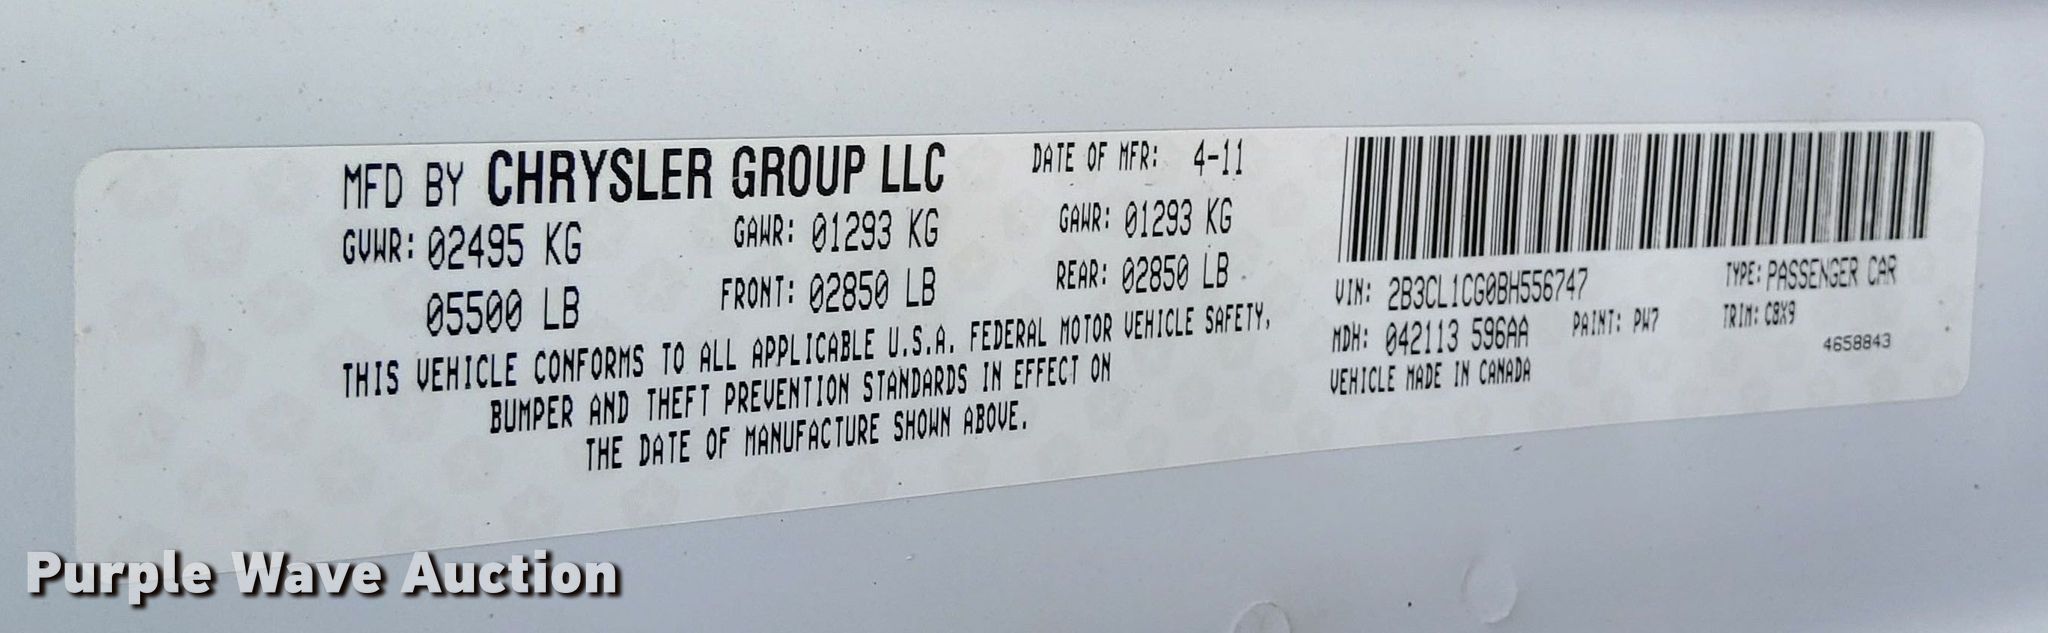 MFD BY CHRYSLER GROUP LLC DATE OF MFR: 4-11
GVWR: 02495 KG GAWR: 01293 KG GAWR: 01293 KG
05500 LB FRONT: 02850 LB REAR: 02850 LB
THIS VEHICLE CONFORMS TO ALL APPLICABLE U.S.A. FEDERAL MOTOR VEHICLE SAFETY,
BUMPER AND THEFT PREVENTION STANDARDS IN EFFECT ON
THE DATE OF MANUFACTURE SHOWN ABOVE.
VIN: 2B3CL1CG0BH556747 TYPE: PASSENGER CAR
MDH: 042113 596AA PAINT: PW7 TRIM: C8X9
VEHICLE MADE IN CANADA 4658843
Purple Wave Auction